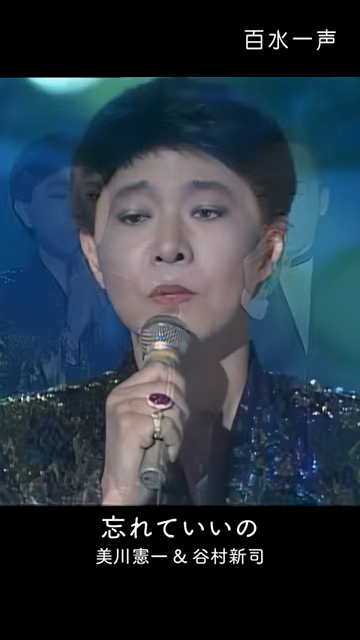 百水一声
忘れていいの
美川憲一 & 谷村新司